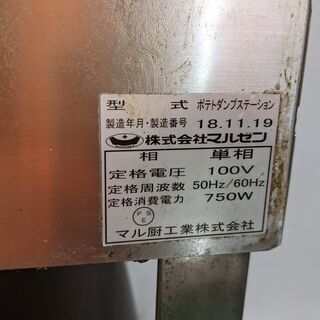 型 式 ポテトダンプステーション
製造年月・製造番号 18.11.19
株式会社マルゼン
相 単相
定格電圧 100V
定格周波数 50Hz/60Hz
定格消費電力 750W
PSE
マル厨工業株式会社